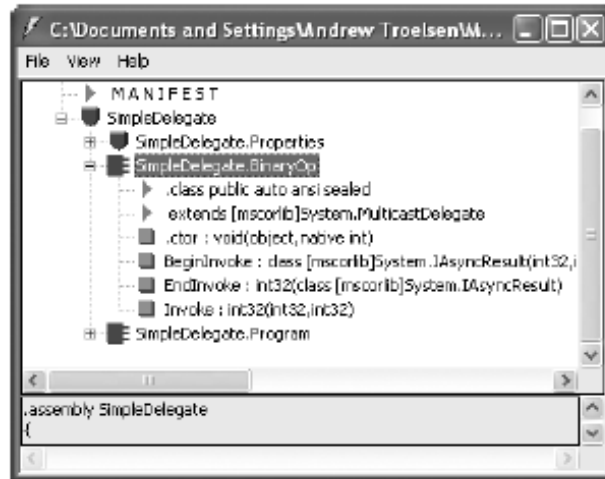 C:\Documents and Settings\Andrew Troelsen\M...
File View Help
MANIFEST
SimpleDelegate
SimpleDelegate.Properties
SimpleDelegate.BinaryOp
.class public auto ansi sealed
extends [mscorlib]System.MulticastDelegate
.ctor : void(object,native int)
BeginInvoke : class [mscorlib]System.IAsyncResult(int32,i
EndInvoke : int32(class [mscorlib]System.IAsyncResult)
Invoke : int32(int32,int32)
SimpleDelegate.Program
.assembly SimpleDelegate
{